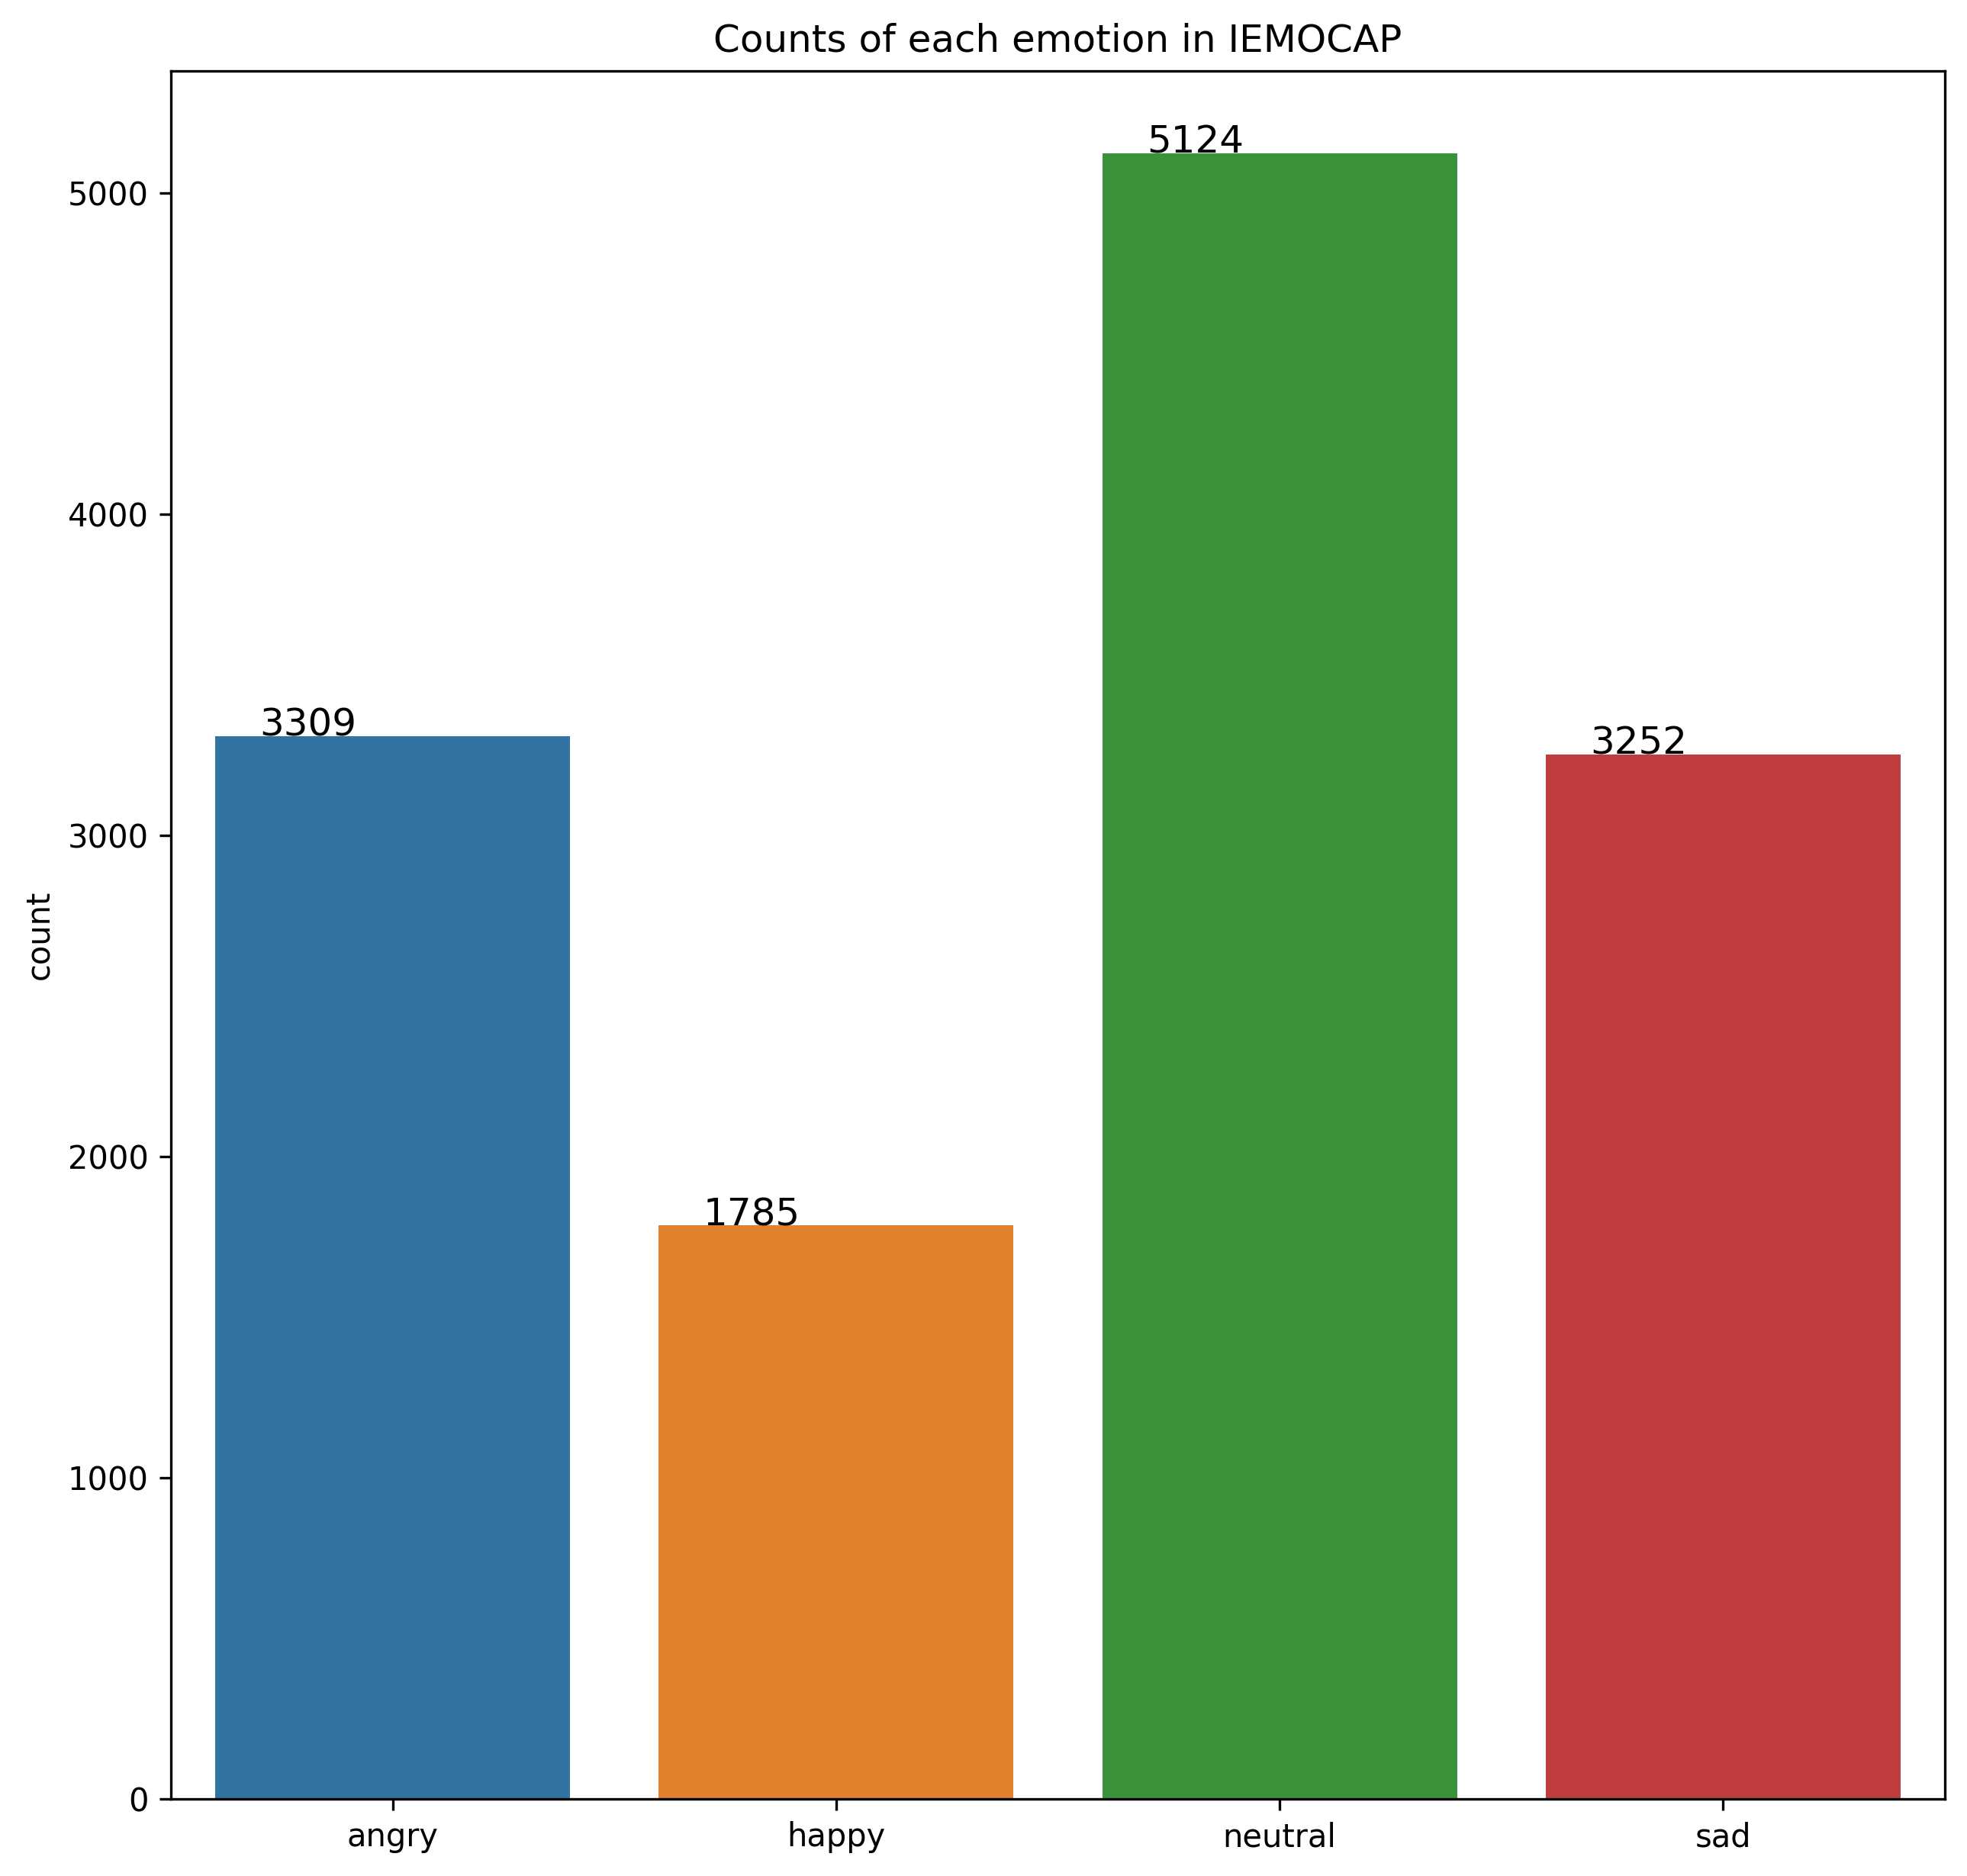 Counts of each emotion in IEMOCAP
5124
5000
4000
3309
3252
3000
count
2000
1785
1000
0
angry
happy
neutral
sad